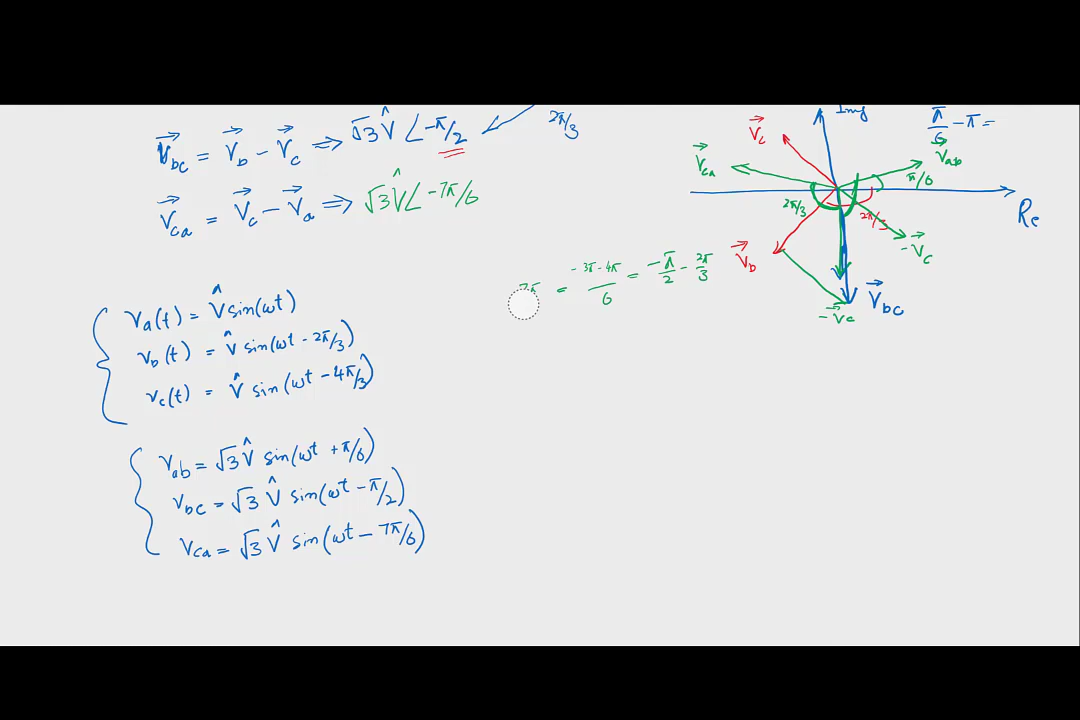 V⃗bc = V⃗b - V⃗c ⇒ √3 V̂ ∠-π/2
2π/3
V⃗ca = V⃗c - V⃗a ⇒ √3 V̂ ∠-7π/6
Img
π/6 - π =
V⃗c
V⃗ab
V⃗ca
π/6
Re
2π/3
2π/3
-V⃗c
V⃗b
V⃗bc
-V⃗c
= (-3π-4π)/6 = -π/2 - 2π/3
Va(t) = V̂ sin(ωt)
Vb(t) = V̂ sin(ωt - 2π/3)
Vc(t) = V̂ sin(ωt - 4π/3)
Vab = √3 V̂ sin(ωt + π/6)
Vbc = √3 V̂ sin(ωt - π/2)
Vca = √3 V̂ sin(ωt - 7π/6)